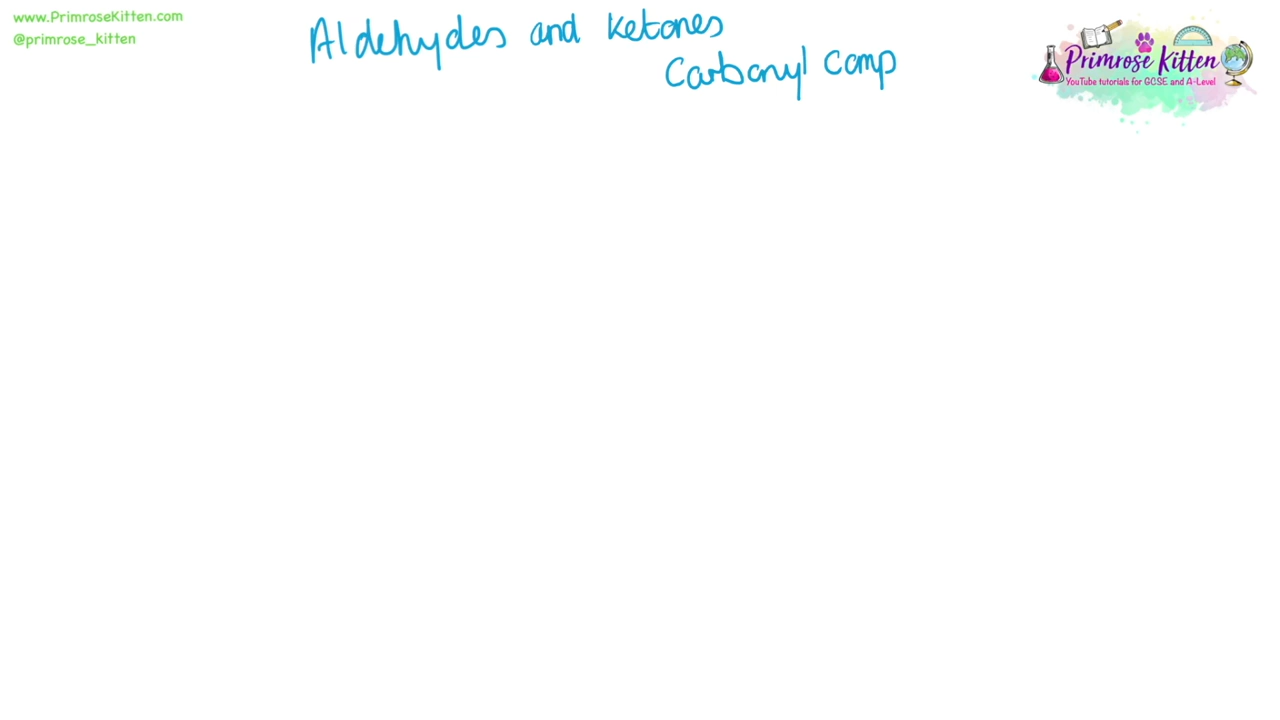 www.PrimroseKitten.com
@primrose_kitten
Aldehydes and ketones
Carbonyl comp
Primrose Kitten
YouTube tutorials for GCSE and A-Level